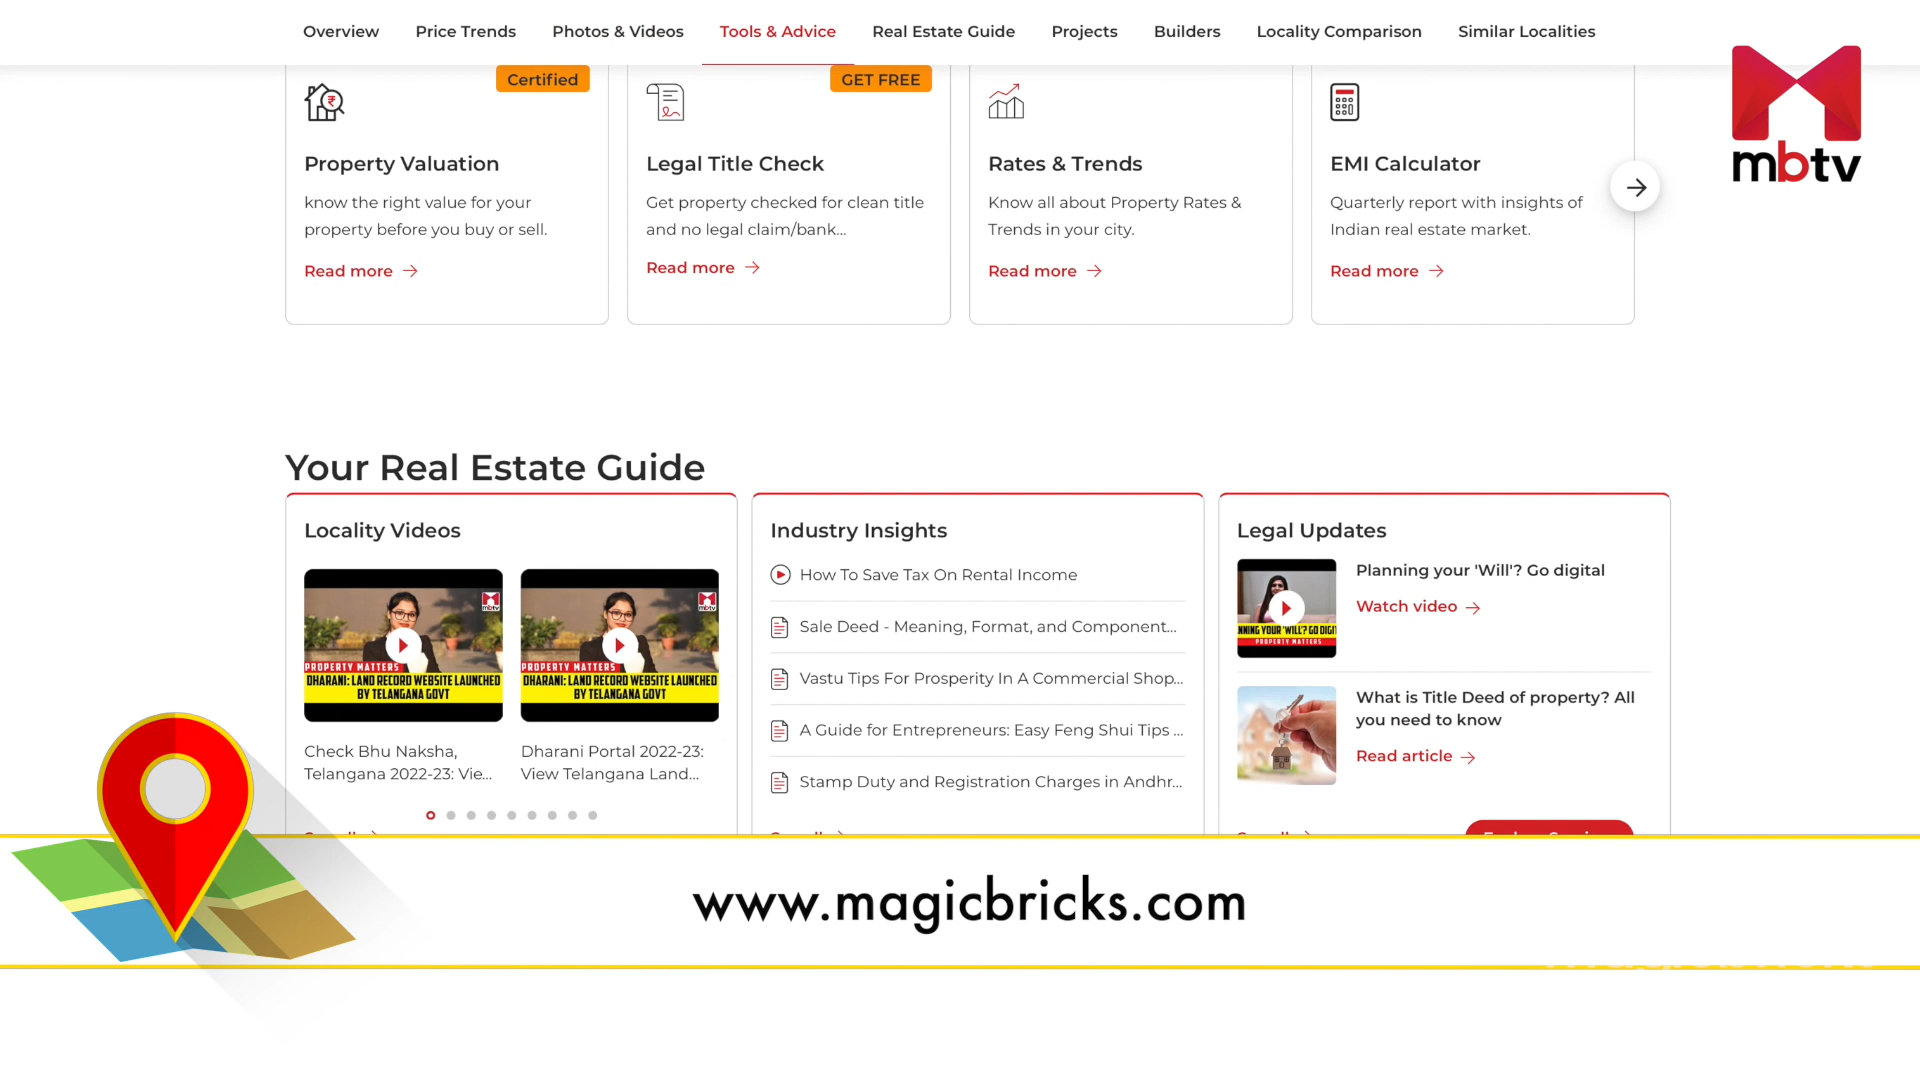 Overview Price Trends Photos & Videos Tools & Advice Real Estate Guide Projects Builders Locality Comparison Similar Localities
mbtv
Certified
Property Valuation
know the right value for your
property before you buy or sell.
Read more
GET FREE
Legal Title Check
Get property checked for clean title
and no legal claim/bank...
Read more
Rates & Trends
Know all about Property Rates &
Trends in your city.
Read more
EMI Calculator
Quarterly report with insights of
Indian real estate market.
Read more
Your Real Estate Guide
Locality Videos
mbtv
PROPERTY MATTERS
DHARANI: LAND RECORD WEBSITE LAUNCHED
BY TELANGANA GOVT
Check Bhu Naksha,
Telangana 2022-23: Vie...
mbtv
PROPERTY MATTERS
DHARANI: LAND RECORD WEBSITE LAUNCHED
BY TELANGANA GOVT
Dharani Portal 2022-23:
View Telangana Land...
Industry Insights
How To Save Tax On Rental Income
Sale Deed - Meaning, Format, and Component...
Vastu Tips For Prosperity In A Commercial Shop...
A Guide for Entrepreneurs: Easy Feng Shui Tips ...
Stamp Duty and Registration Charges in Andhr...
Legal Updates
NNING YOUR 'WILL'? GO DIGIT
PROPERTY MATTERS
Planning your 'Will'? Go digital
Watch video
What is Title Deed of property? All
you need to know
Read article
www.magicbricks.com